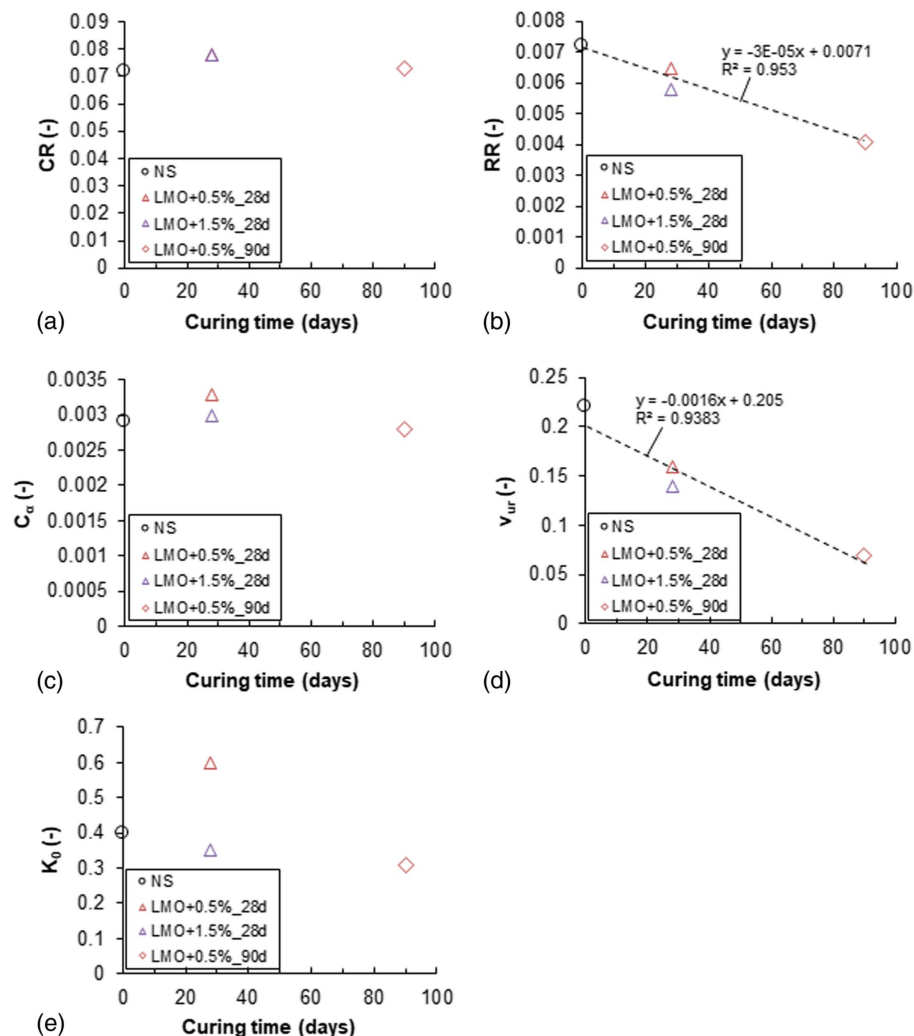 0.09
0.08
0.07
0.06
0.05
0.04
0.03
0.02
0.01
0
CR (-)
NS
LMO+0.5%_28d
LMO+1.5%_28d
LMO+0.5%_90d
0 20 40 60 80 100
Curing time (days)
(a)
0.008
0.007
0.006
0.005
0.004
0.003
0.002
0.001
0
RR (-)
y = -3E-05x + 0.0071
R² = 0.953
NS
LMO+0.5%_28d
LMO+1.5%_28d
LMO+0.5%_90d
0 20 40 60 80 100
Curing time (days)
(b)
0.0035
0.003
0.0025
0.002
0.0015
0.001
0.0005
0
Cα (-)
NS
LMO+0.5%_28d
LMO+1.5%_28d
LMO+0.5%_90d
0 20 40 60 80 100
Curing time (days)
(c)
0.25
0.2
0.15
0.1
0.05
0
νur (-)
y = -0.0016x + 0.205
R² = 0.9383
NS
LMO+0.5%_28d
LMO+1.5%_28d
LMO+0.5%_90d
0 20 40 60 80 100
Curing time (days)
(d)
0.7
0.6
0.5
0.4
0.3
0.2
0.1
0
K₀ (-)
NS
LMO+0.5%_28d
LMO+1.5%_28d
LMO+0.5%_90d
0 20 40 60 80 100
Curing time (days)
(e)